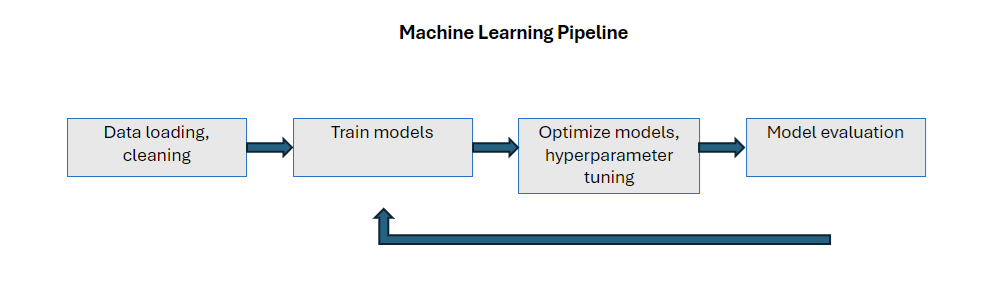 Machine Learning Pipeline
Data loading,
cleaning
Train models
Optimize models,
hyperparameter
tuning
Model evaluation